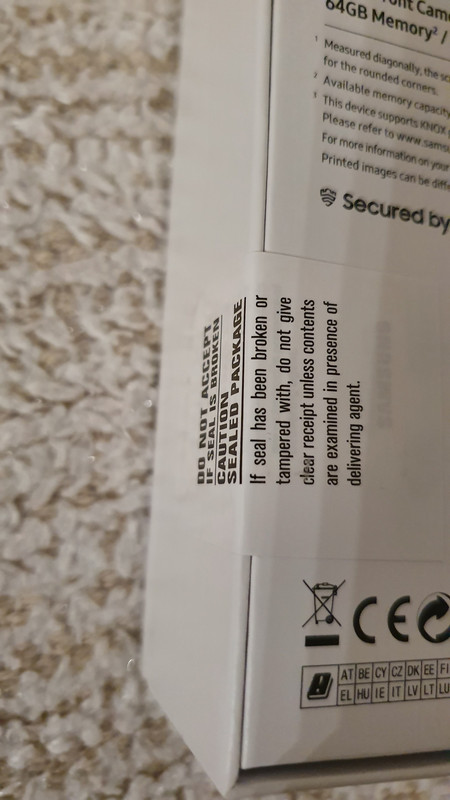 ont Cam
64GB Memory² /
¹ Measured diagonally, the
for the rounded corners.
² Available memory capacity
³ This device supports KNOX
Please refer to www.sams
For more information on your
Printed images can be diff
Secured by
DO NOT ACCEPT
IF SEAL IS BROKEN
CAUTION
SEALED PACKAGE
If seal has been broken or
tampered with, do not give
clear receipt unless contents
are examined in presence of
delivering agent.
CE
AT BE CY CZ DK EE FI
EL HU IE IT LV LT LU